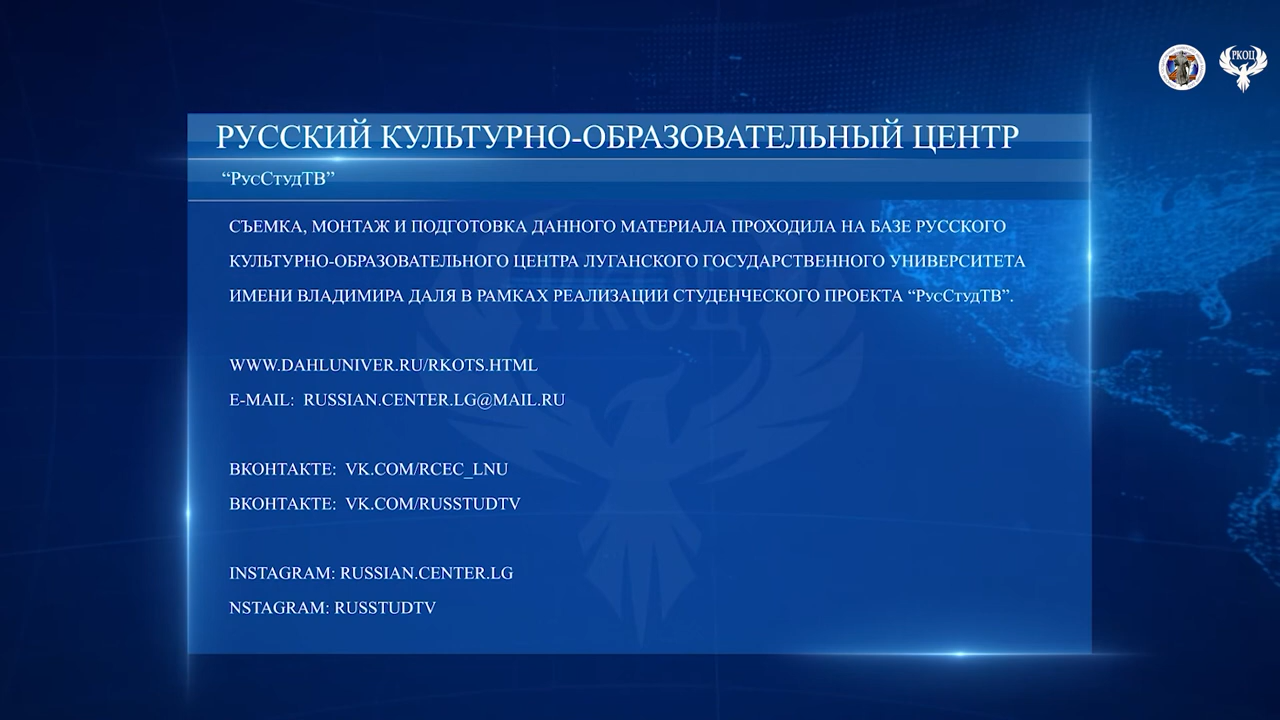 РКОЦ
РУССКИЙ КУЛЬТУРНО-ОБРАЗОВАТЕЛЬНЫЙ ЦЕНТР
“РусСтудТВ”
СЪЕМКА, МОНТАЖ И ПОДГОТОВКА ДАННОГО МАТЕРИАЛА ПРОХОДИЛА НА БАЗЕ РУССКОГО
КУЛЬТУРНО-ОБРАЗОВАТЕЛЬНОГО ЦЕНТРА ЛУГАНСКОГО ГОСУДАРСТВЕННОГО УНИВЕРСИТЕТА
ИМЕНИ ВЛАДИМИРА ДАЛЯ В РАМКАХ РЕАЛИЗАЦИИ СТУДЕНЧЕСКОГО ПРОЕКТА “РусСтудТВ”.
РКОЦ
WWW.DAHLUNIVER.RU/RKOTS.HTML
E-MAIL: RUSSIAN.CENTER.LG@MAIL.RU
ВКОНТАКТЕ: VK.COM/RCEC_LNU
ВКОНТАКТЕ: VK.COM/RUSSTUDTV
INSTAGRAM: RUSSIAN.CENTER.LG
NSTAGRAM: RUSSTUDTV